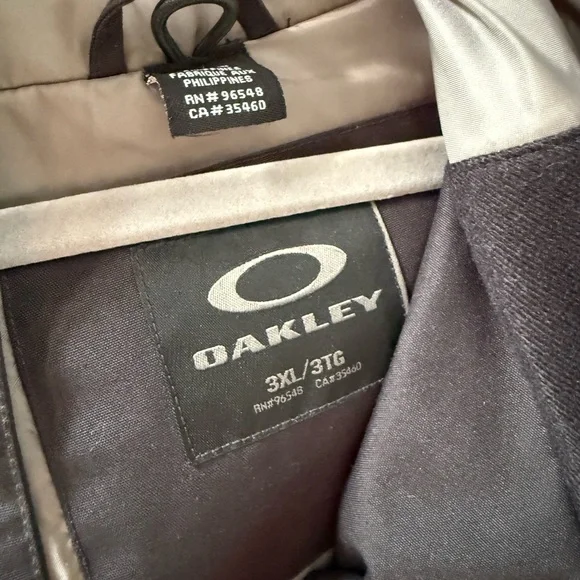 FABRIQUE AUX
PHILIPPINES
RN# 96548
CA# 35460
OAKLEY
3XL/3TG
RN#96548 CA#35460